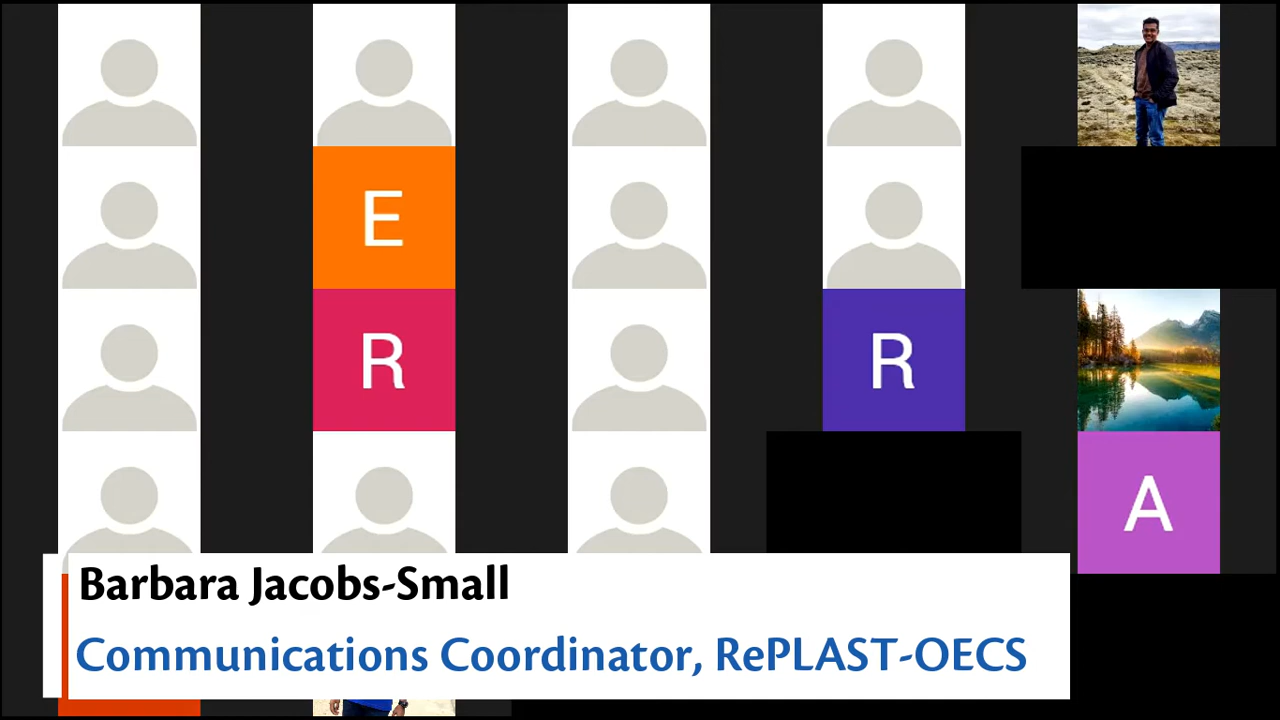 E
R
R
A
Barbara Jacobs-Small
Communications Coordinator, RePLAST-OECS